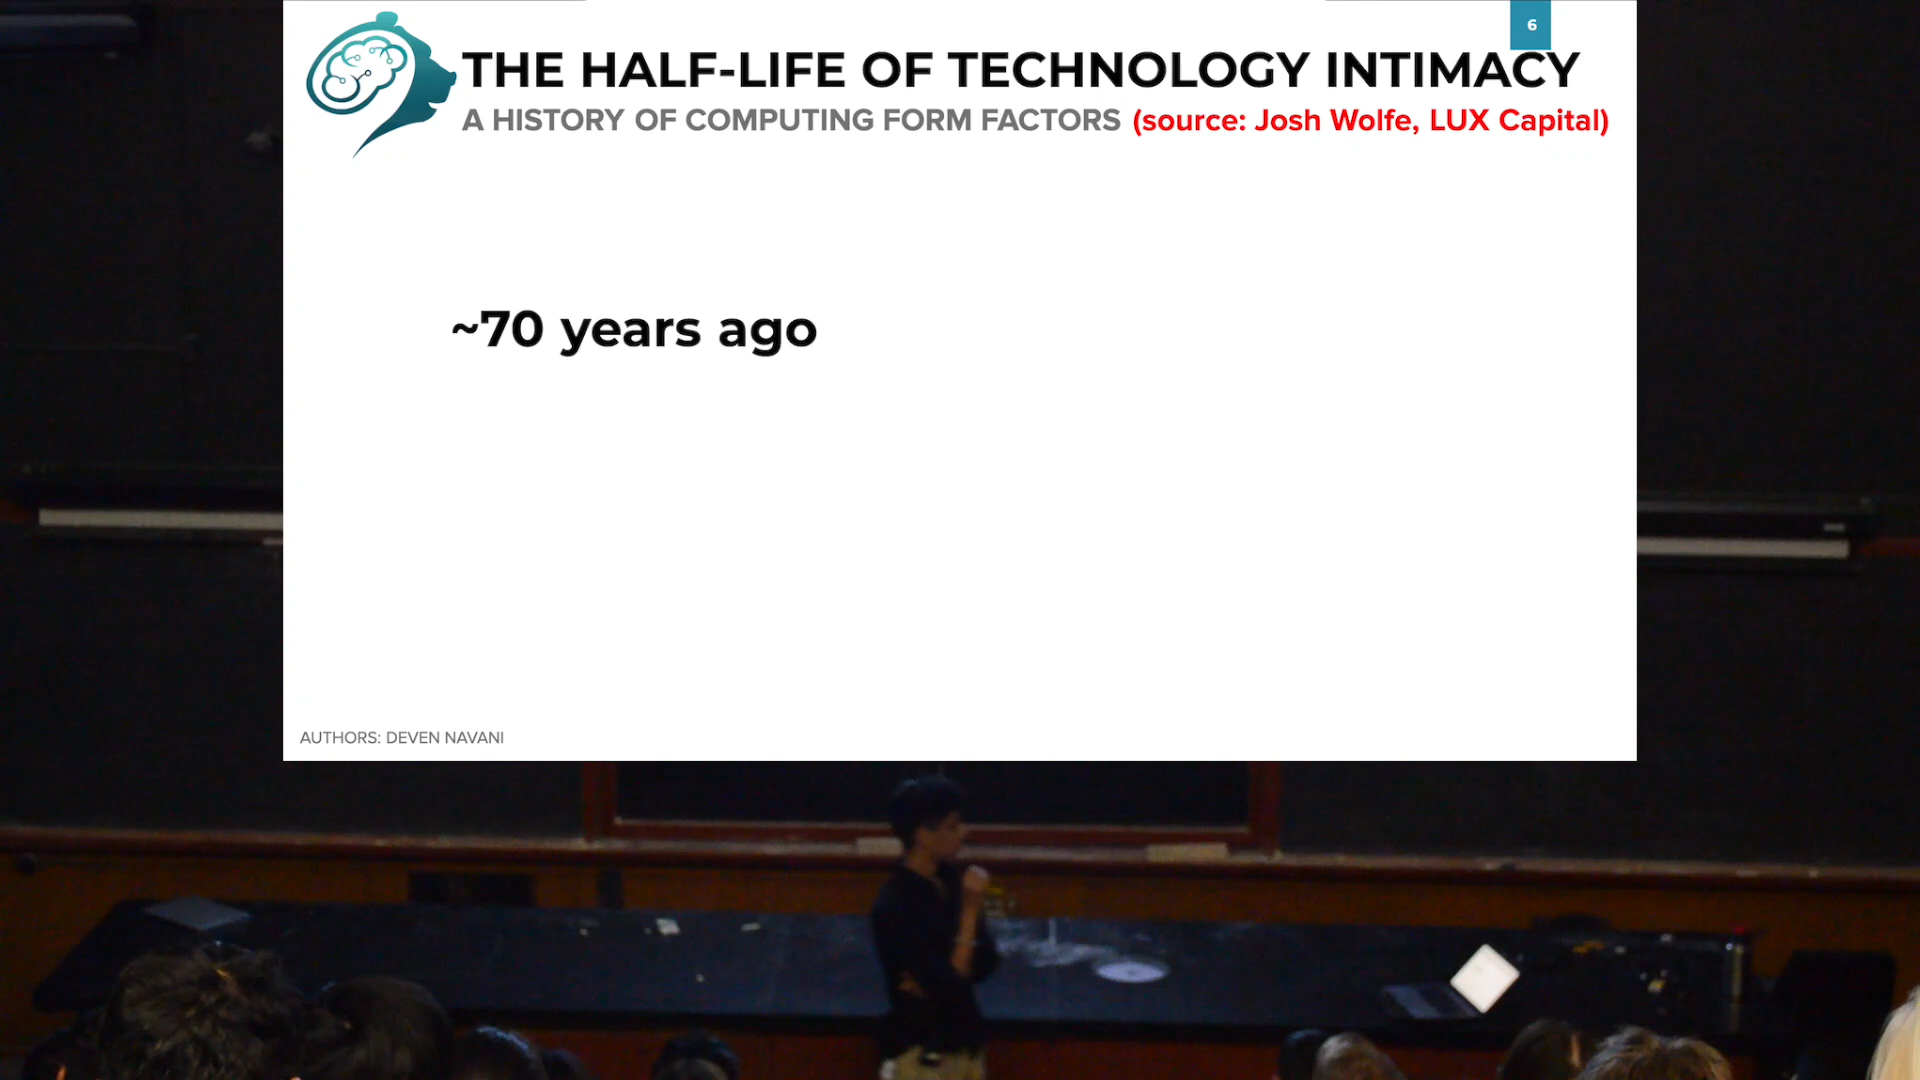 6
THE HALF-LIFE OF TECHNOLOGY INTIMACY
A HISTORY OF COMPUTING FORM FACTORS (source: Josh Wolfe, LUX Capital)
~70 years ago
AUTHORS: DEVEN NAVANI